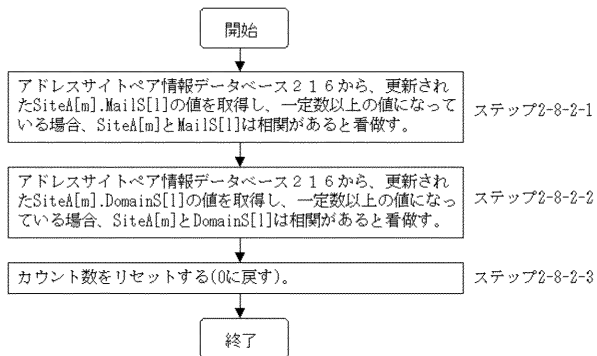 開始
アドレスサイトペア情報データベース２１６から、更新され
たSiteA[m].MailS[l]の値を取得し、一定数以上の値になって
いる場合、SiteA[m]とMailS[l]は相関があると看做す。
ステップ2-8-2-1
アドレスサイトペア情報データベース２１６から、更新され
たSiteA[m].DomainS[l]の値を取得し、一定数以上の値になっ
ている場合、SiteA[m]とDomainS[l]は相関があると看做す。
ステップ2-8-2-2
カウント数をリセットする(0に戻す)。
ステップ2-8-2-3
終了